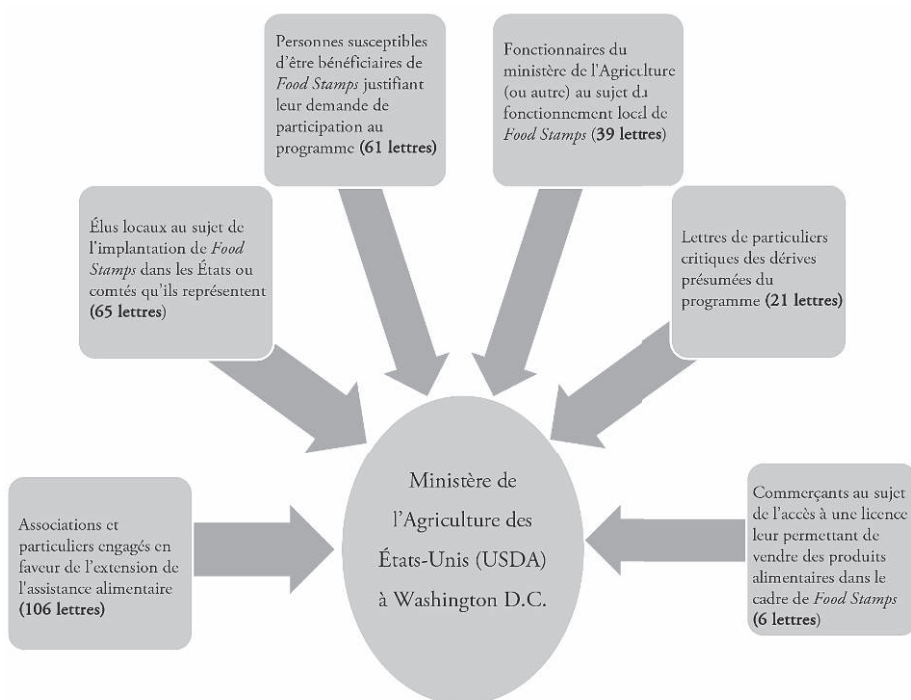 Personnes susceptibles
d'être bénéficiaires de
Food Stamps justifiant
leur demande de
participation au
programme (61 lettres)
Fonctionnaires du
ministère de l'Agriculture
(ou autre) au sujet du
fonctionnement local de
Food Stamps (39 lettres)
Élus locaux au sujet de
l'implantation de Food
Stamps dans les États ou
comtés qu'ils représentent
(65 lettres)
Lettres de particuliers
critiques des dérives
présumées du
programme (21 lettres)
Associations et
particuliers engagés en
faveur de l'extension de
l'assistance alimentaire
(106 lettres)
Ministère de
l'Agriculture des
États-Unis (USDA)
à Washington D.C.
Commerçants au sujet
de l'accès à une licence
leur permettant de
vendre des produits
alimentaires dans le
cadre de Food Stamps
(6 lettres)